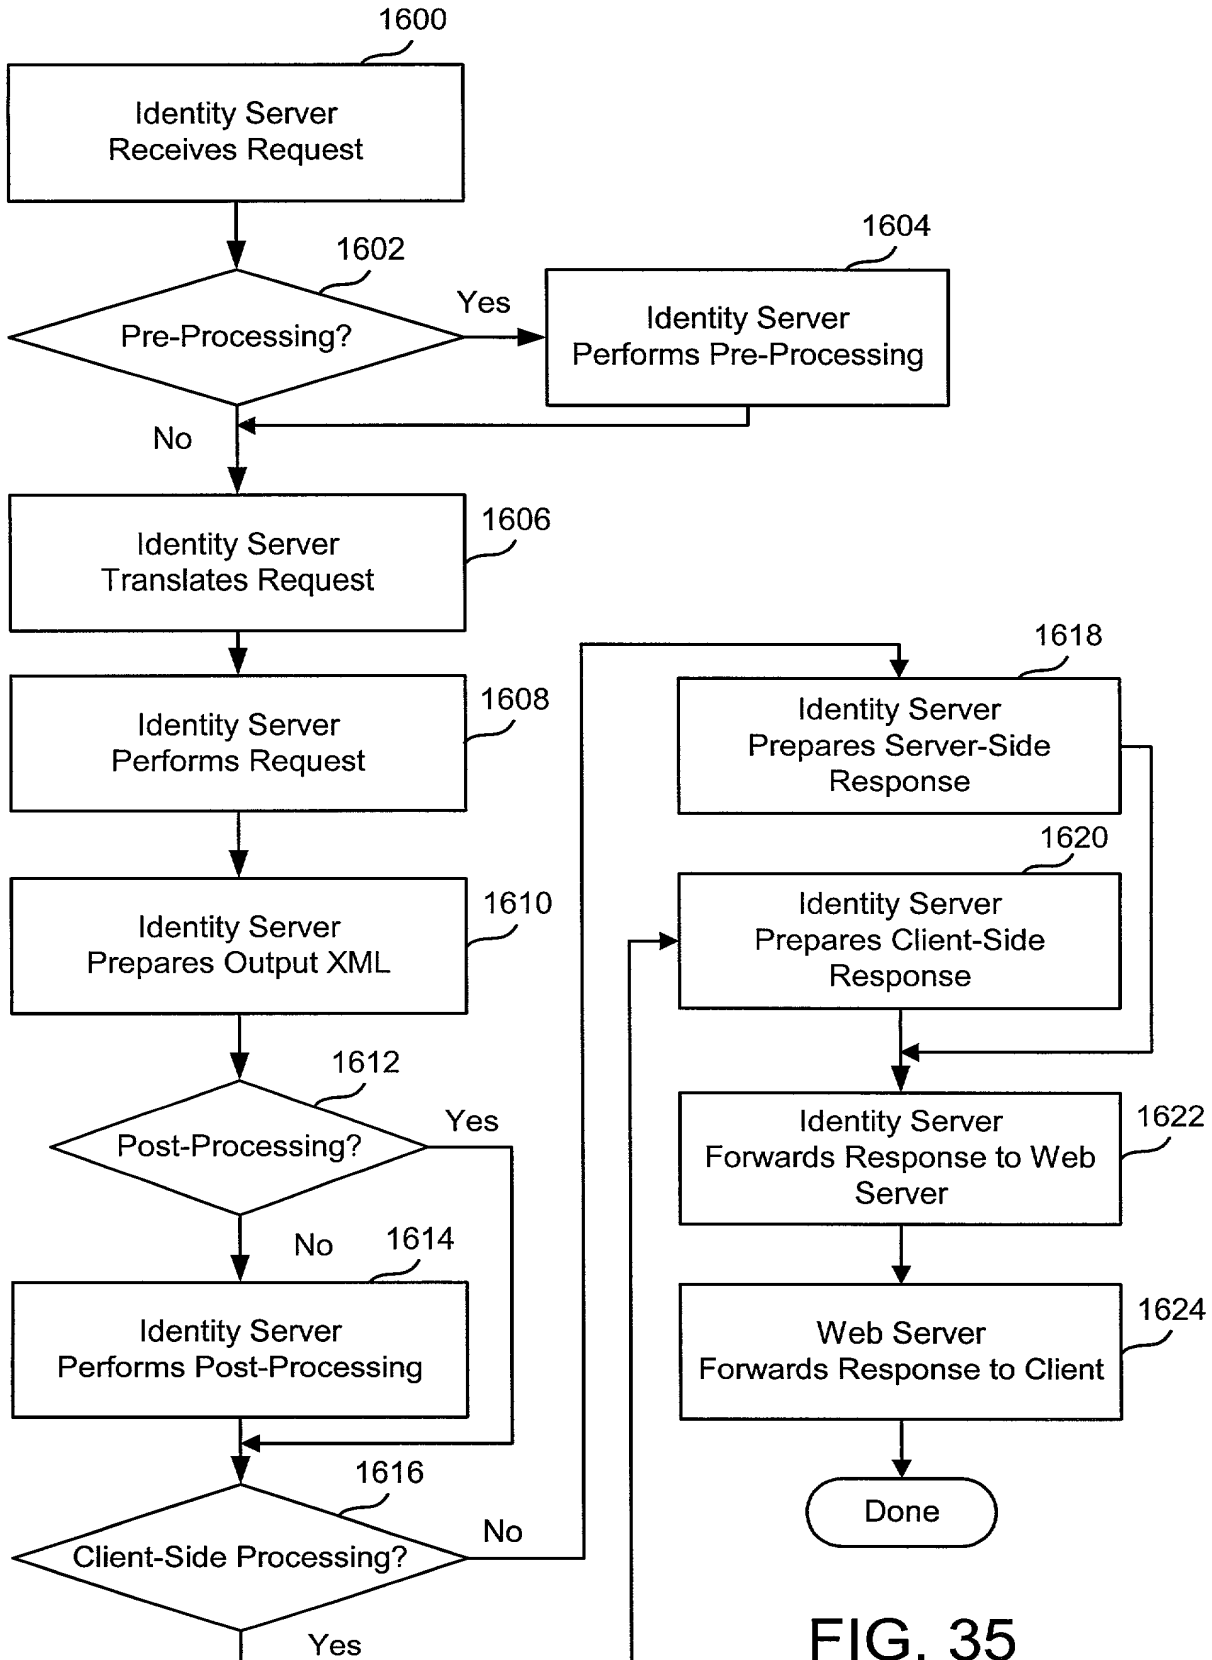 1600
Identity Server
Receives Request
1602
Pre-Processing?
Yes
No
1604
Identity Server
Performs Pre-Processing
1606
Identity Server
Translates Request
1608
Identity Server
Performs Request
1610
Identity Server
Prepares Output XML
1612
Post-Processing?
Yes
No
1614
Identity Server
Performs Post-Processing
1616
Client-Side Processing?
No
Yes
1618
Identity Server
Prepares Server-Side
Response
1620
Identity Server
Prepares Client-Side
Response
1622
Identity Server
Forwards Response to Web
Server
1624
Web Server
Forwards Response to Client
Done
FIG. 35